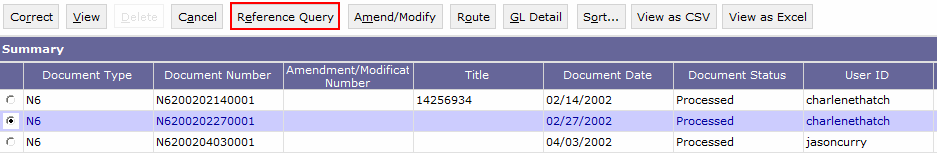 Correct View Delete Cancel Reference Query Amend/Modify Route GL Detail Sort... View as CSV View as Excel
Summary
Document Type Document Number Amendment/Modificat Number Title Document Date Document Status User ID
N6 N6200202140001 14256934 02/14/2002 Processed charlenethatch
N6 N6200202270001 02/27/2002 Processed charlenethatch
N6 N6200204030001 04/03/2002 Processed jasoncurry